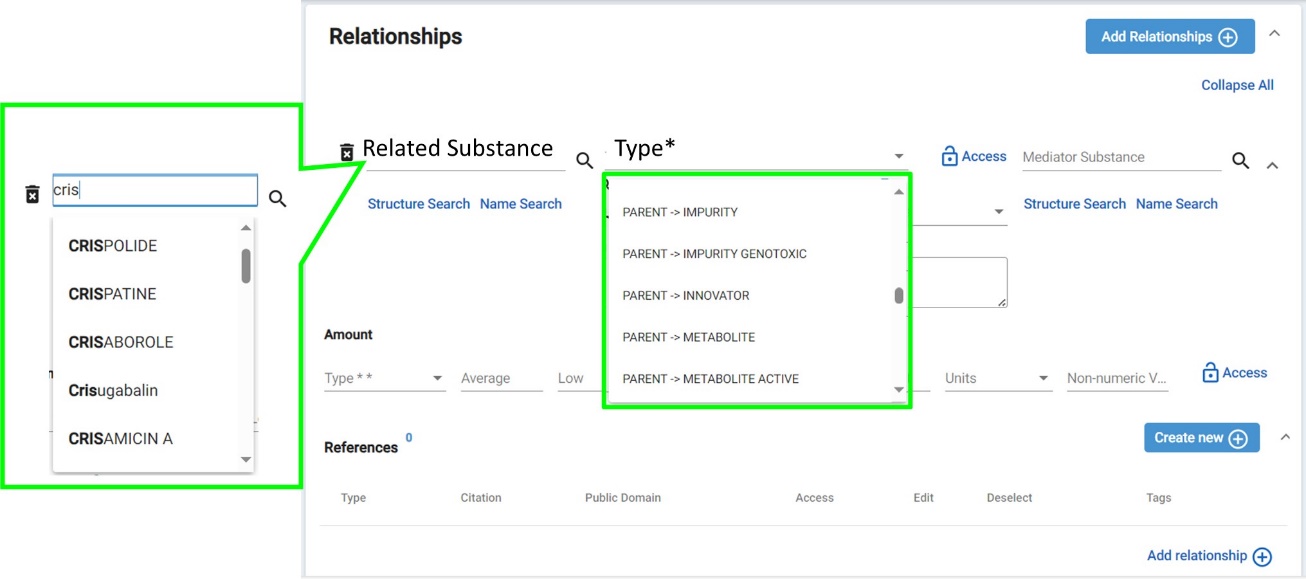 Relationships
Add Relationships
Collapse All
cris
CRISPOLIDE
CRISPATINE
CRISABOROLE
Crisugabalin
CRISAMICIN A
Related Substance
Type*
Access
Mediator Substance
Structure Search Name Search
Structure Search Name Search
PARENT -> IMPURITY
PARENT -> IMPURITY GENOTOXIC
PARENT -> INNOVATOR
PARENT -> METABOLITE
PARENT -> METABOLITE ACTIVE
Amount
Type * *
Average
Low
Units
Non-numeric V...
Access
References 0
Create new
Type Citation Public Domain Access Edit Deselect Tags
Add relationship